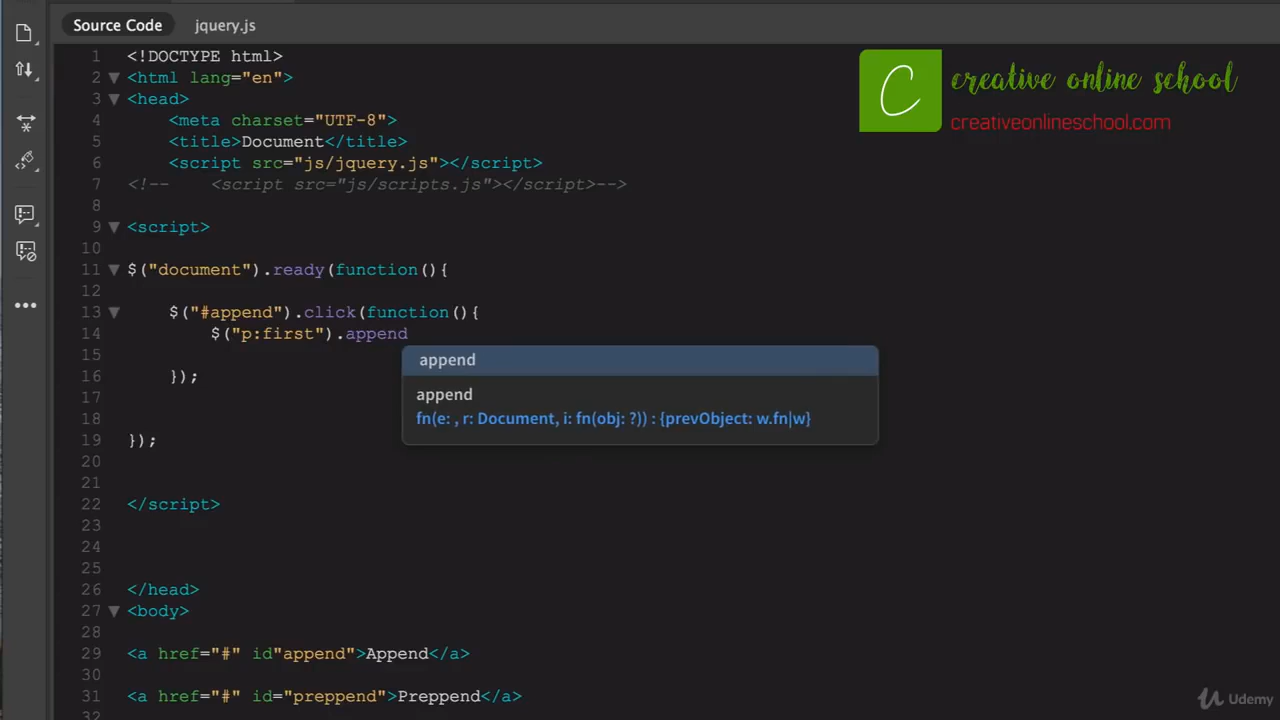 Source Code jquery.js
creative online school
creativeonlineschool.com
C
1 <!DOCTYPE html>
2 <html lang="en">
3 <head>
4 <meta charset="UTF-8">
5 <title>Document</title>
6 <script src="js/jquery.js"></script>
7 <!-- <script src="js/scripts.js"></script>-->
8
9 <script>
10
11 $("document").ready(function(){
12
13 $("#append").click(function(){
14 $("p:first").append
15
append
16 });
append
17
fn(e: , r: Document, i: fn(obj: ?)) : {prevObject: w.fn|w}
18
19 });
20
21
22 </script>
23
24
25
26 </head>
27 <body>
28
29 <a href="#" id"append">Append</a>
30
31 <a href="#" id="preppend">Preppend</a>
32
Udemy